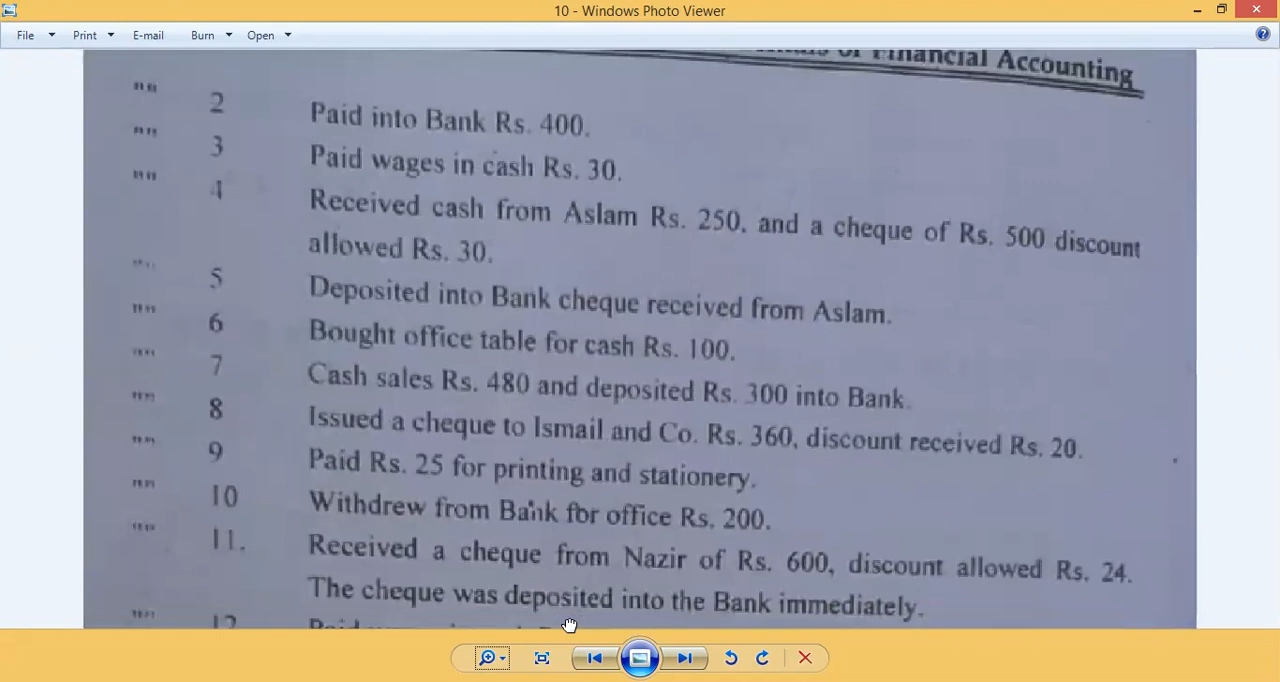 10 - Windows Photo Viewer
File Print E-mail Burn Open
of Financial Accounting
"" 2 Paid into Bank Rs. 400.
"" 3 Paid wages in cash Rs. 30.
"" 4 Received cash from Aslam Rs. 250, and a cheque of Rs. 500 discount
allowed Rs. 30.
"" 5 Deposited into Bank cheque received from Aslam.
"" 6 Bought office table for cash Rs. 100.
"" 7 Cash sales Rs. 480 and deposited Rs. 300 into Bank.
"" 8 Issued a cheque to Ismail and Co. Rs. 360, discount received Rs. 20.
"" 9 Paid Rs. 25 for printing and stationery.
"" 10 Withdrew from Bank for office Rs. 200.
"" 11. Received a cheque from Nazir of Rs. 600, discount allowed Rs. 24.
The cheque was deposited into the Bank immediately.
"" 12 Paid